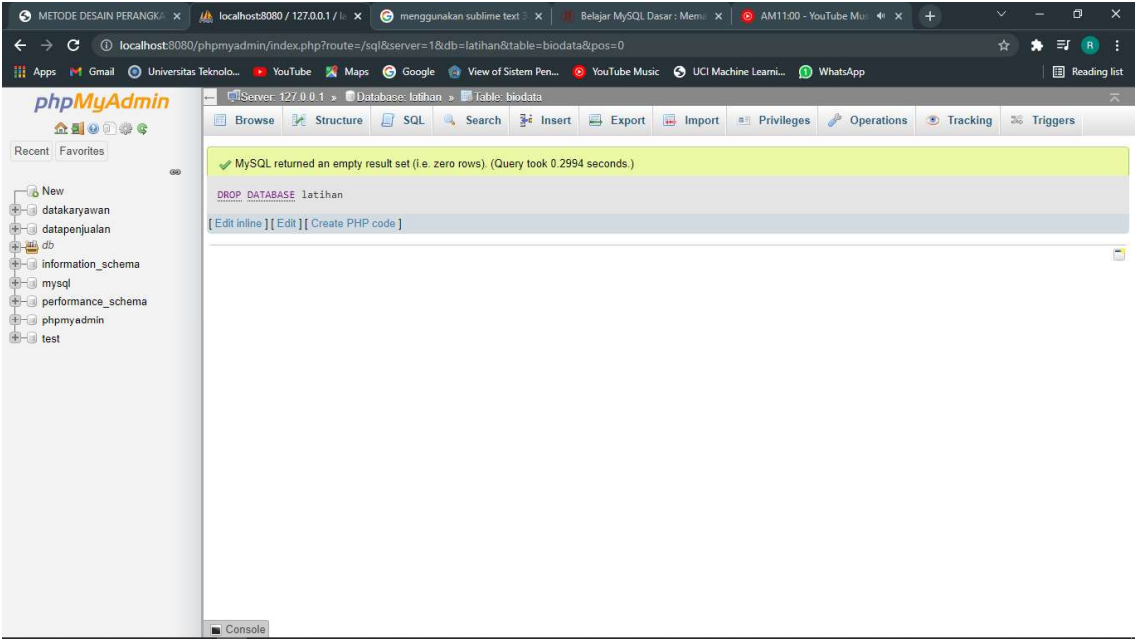 METODE DESAIN PERANGKA
localhost:8080 / 127.0.0.1 / la
menggunakan sublime text 3
Belajar MySQL Dasar : Mem
AM11:00 - YouTube Mus
localhost:8080/phpmyadmin/index.php?route=/sql&server=1&db=latihan&table=biodata&pos=0
R
Apps Gmail Universitas Teknolo... YouTube Maps Google View of Sistem Pen... YouTube Music UCI Machine Learni... WhatsApp Reading list
phpMyAdmin
Recent Favorites
New
datakaryawan
datapenjualan
db
information_schema
mysql
performance_schema
phpmyadmin
test
Server: 127.0.0.1 » Database: latihan » Table: biodata
Browse Structure SQL Search Insert Export Import Privileges Operations Tracking Triggers
MySQL returned an empty result set (i.e. zero rows). (Query took 0.2994 seconds.)
DROP DATABASE latihan
[ Edit inline ] [ Edit ] [ Create PHP code ]
Console